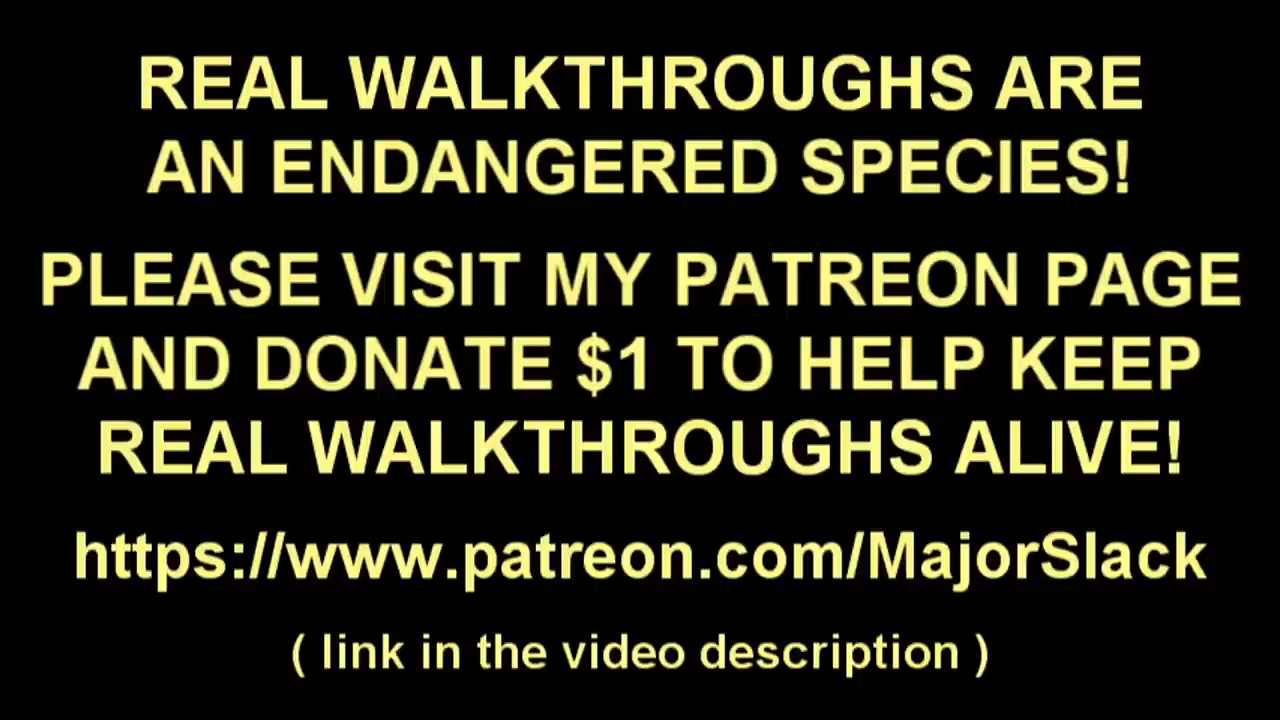 REAL WALKTHROUGHS ARE
AN ENDANGERED SPECIES!
PLEASE VISIT MY PATREON PAGE
AND DONATE $1 TO HELP KEEP
REAL WALKTHROUGHS ALIVE!
https://www.patreon.com/MajorSlack
( link in the video description )